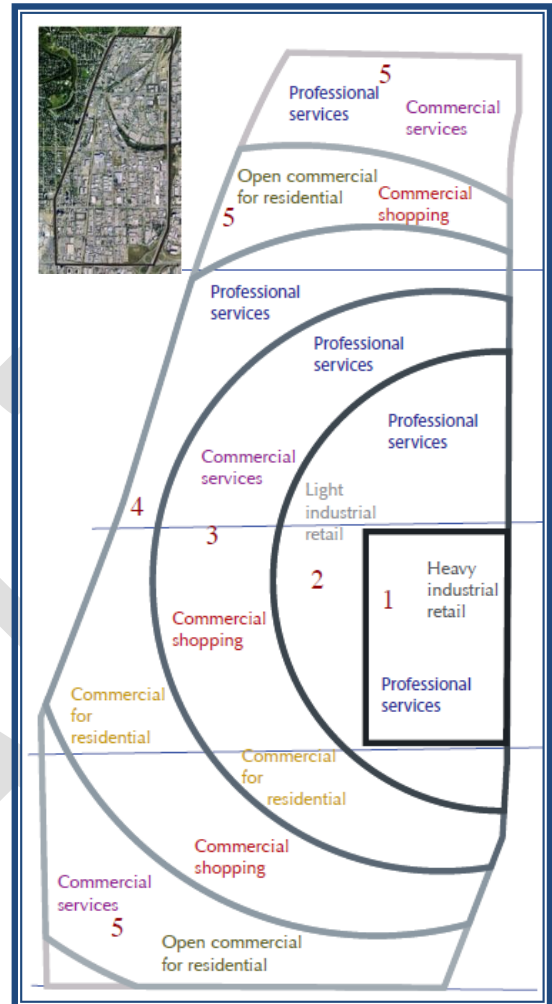 5
Professional
services
Commercial
services
Open commercial
for residential
Commercial
shopping
5
Professional
services
Professional
services
Professional
services
Commercial
services
Light
industrial
retail
4
3
2
1
Heavy
industrial
retail
Commercial
shopping
Professional
services
Commercial
for
residential
Commercial
for
residential
Commercial
shopping
Commercial
services
5
Open commercial
for residential